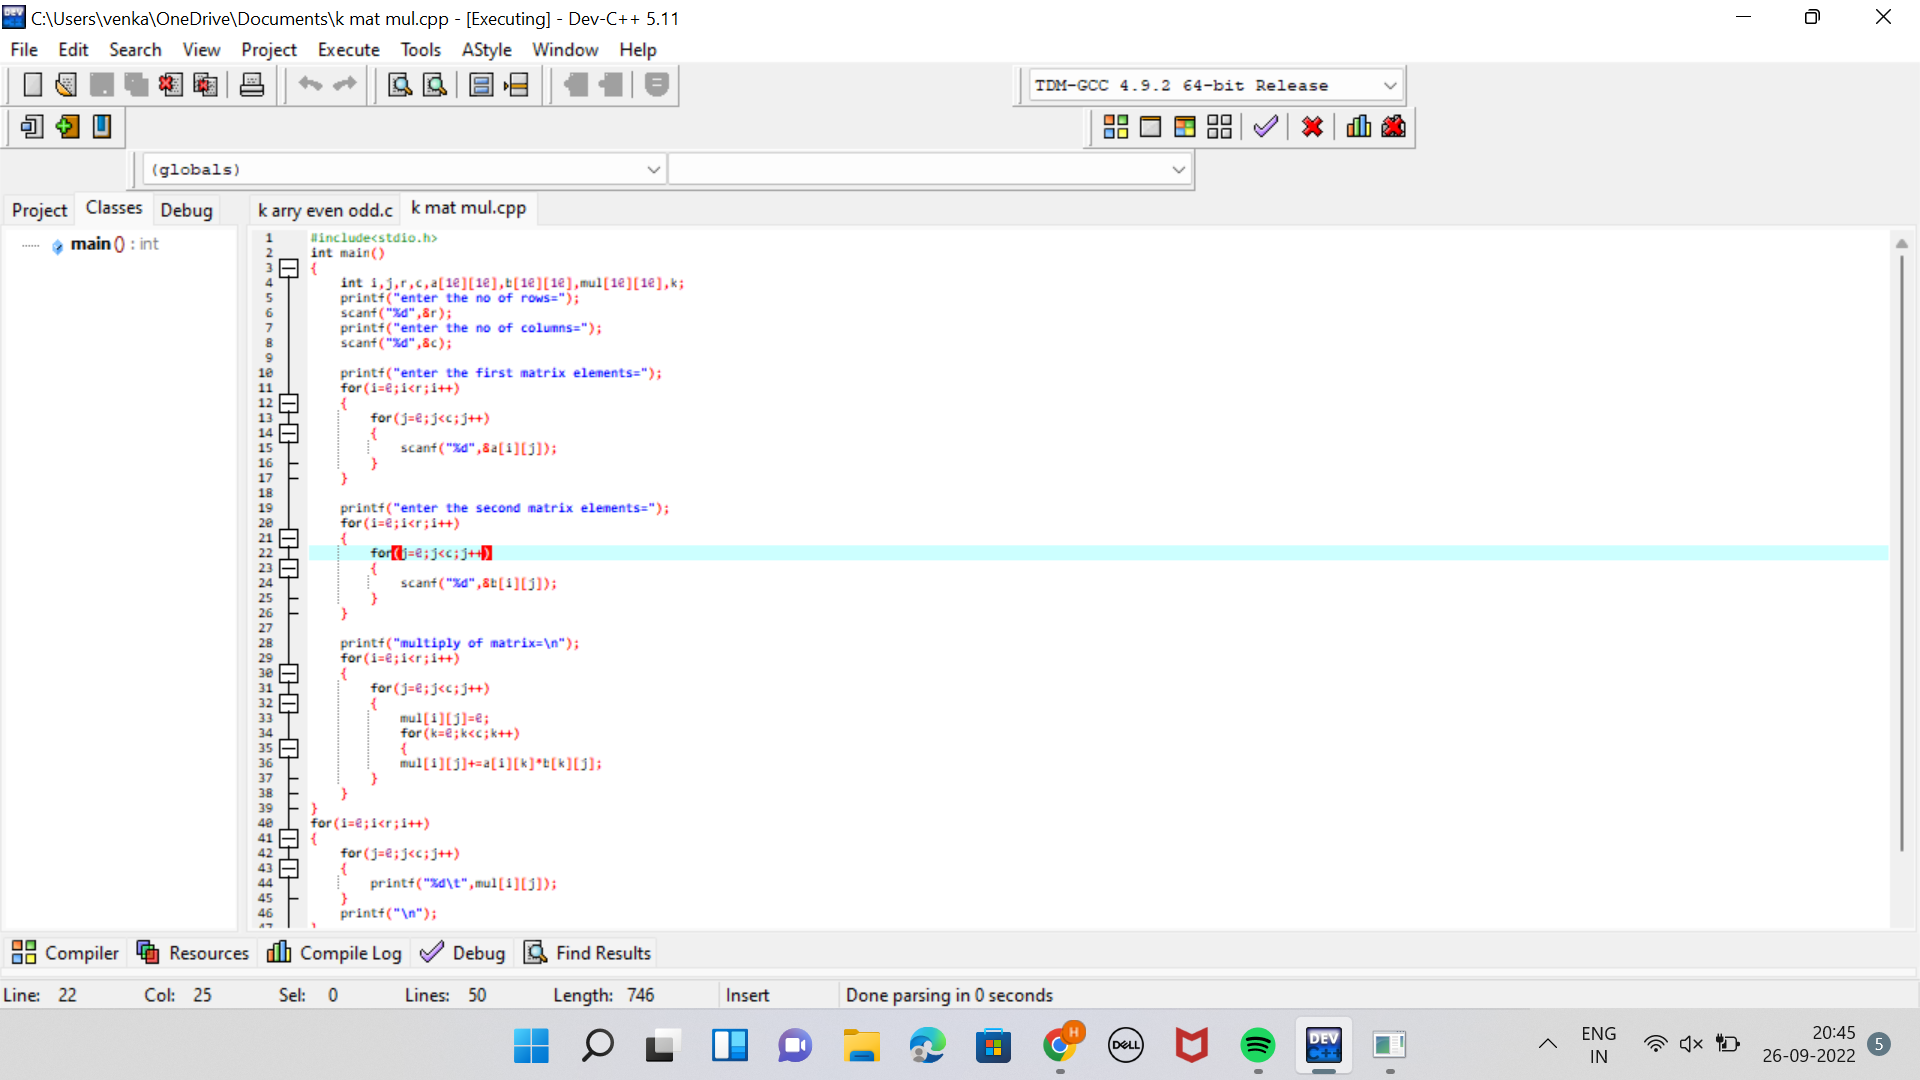 C:\Users\venka\OneDrive\Documents\k mat mul.cpp - [Executing] - Dev-C++ 5.11
File Edit Search View Project Execute Tools AStyle Window Help
TDM-GCC 4.9.2 64-bit Release
(globals)
Project Classes Debug k arry even odd.c k mat mul.cpp
main () : int
1 #include<stdio.h>
2 int main()
3 {
4 int i,j,r,c,a[10][10],b[10][10],mul[10][10],k;
5 printf("enter the no of rows=");
6 scanf("%d",&r);
7 printf("enter the no of columns=");
8 scanf("%d",&c);
9
10 printf("enter the first matrix elements=");
11 for(i=0;i<r;i++)
12 {
13 for(j=0;j<c;j++)
14 {
15 scanf("%d",&a[i][j]);
16 }
17 }
18
19 printf("enter the second matrix elements=");
20 for(i=0;i<r;i++)
21 {
22 for(j=0;j<c;j++)
23 {
24 scanf("%d",&b[i][j]);
25 }
26 }
27
28 printf("multiply of matrix=\n");
29 for(i=0;i<r;i++)
30 {
31 for(j=0;j<c;j++)
32 {
33 mul[i][j]=0;
34 for(k=0;k<c;k++)
35 {
36 mul[i][j]+=a[i][k]*b[k][j];
37 }
38 }
39 }
40 for(i=0;i<r;i++)
41 {
42 for(j=0;j<c;j++)
43 {
44 printf("%d\t",mul[i][j]);
45 }
46 printf("\n");
47 }
Compiler Resources Compile Log Debug Find Results
Line: 22 Col: 25 Sel: 0 Lines: 50 Length: 746 Insert Done parsing in 0 seconds
H
DELL
DEV
C++
ENG
IN
20:45
26-09-2022
5